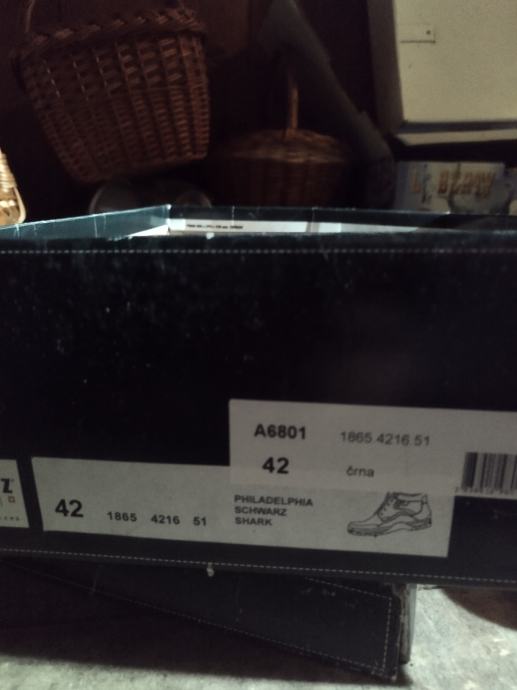 A6801 1865.4216.51
42 črna
42 1865 4216 51
PHILADELPHIA
SCHWARZ
SHARK
Z